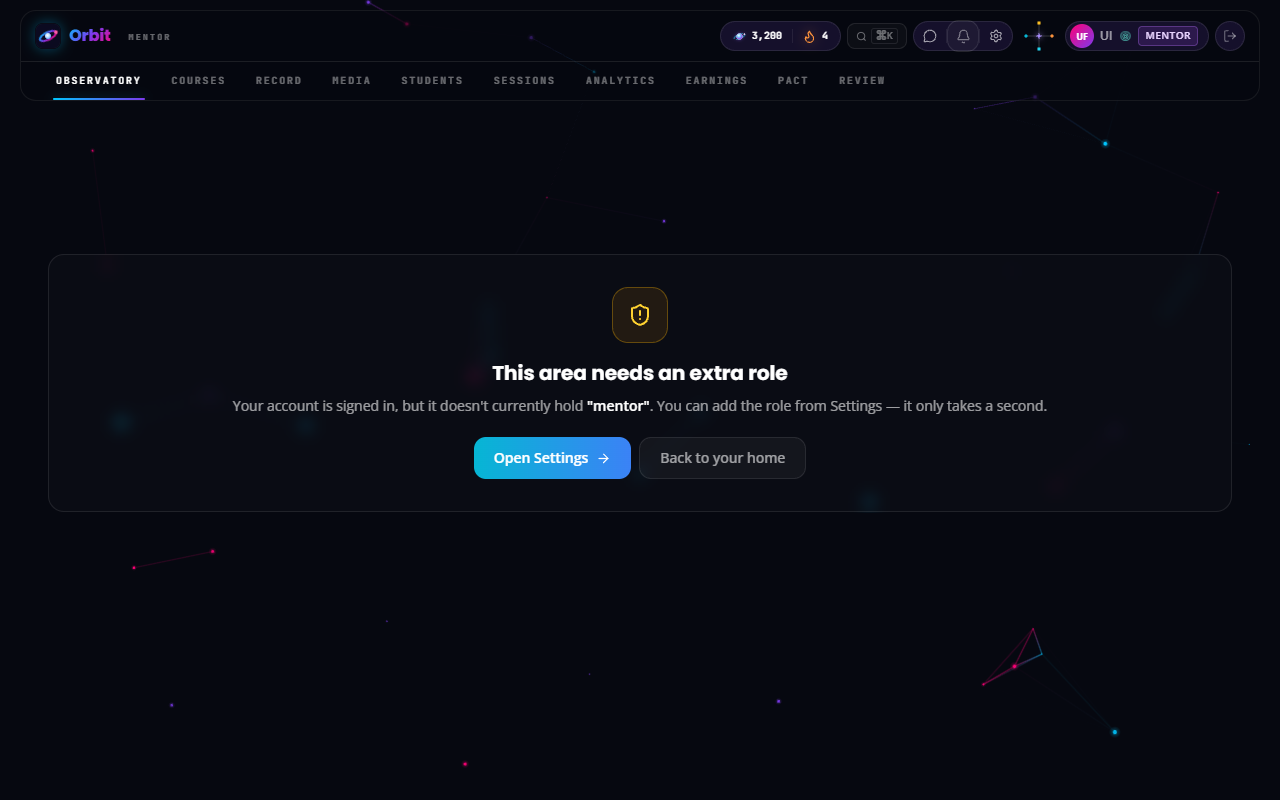 Orbit MENTOR
3,200 4 ⌘K UF UI MENTOR
OBSERVATORY COURSES RECORD MEDIA STUDENTS SESSIONS ANALYTICS EARNINGS PACT REVIEW
This area needs an extra role
Your account is signed in, but it doesn't currently hold "mentor". You can add the role from Settings — it only takes a second.
Open Settings →
Back to your home